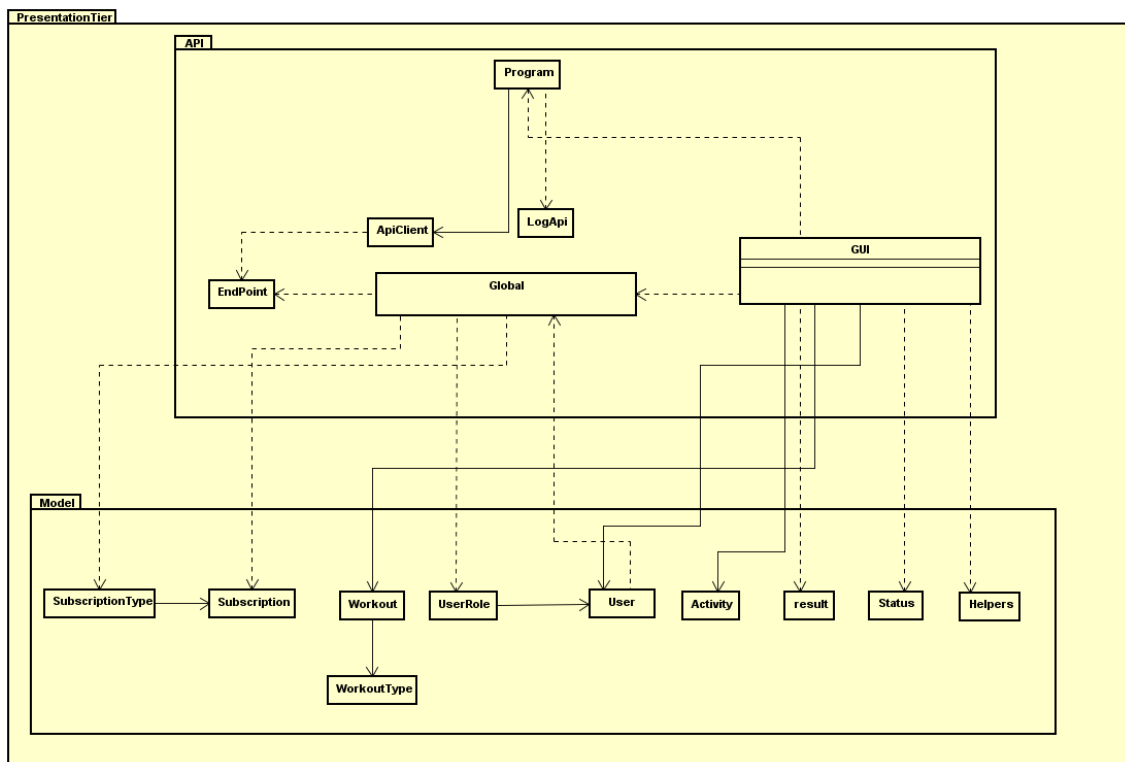 PresentationTier
API
Program
LogApi
ApiClient
GUI
EndPoint
Global
Model
SubscriptionType
Subscription
Workout
UserRole
User
Activity
result
Status
Helpers
WorkoutType